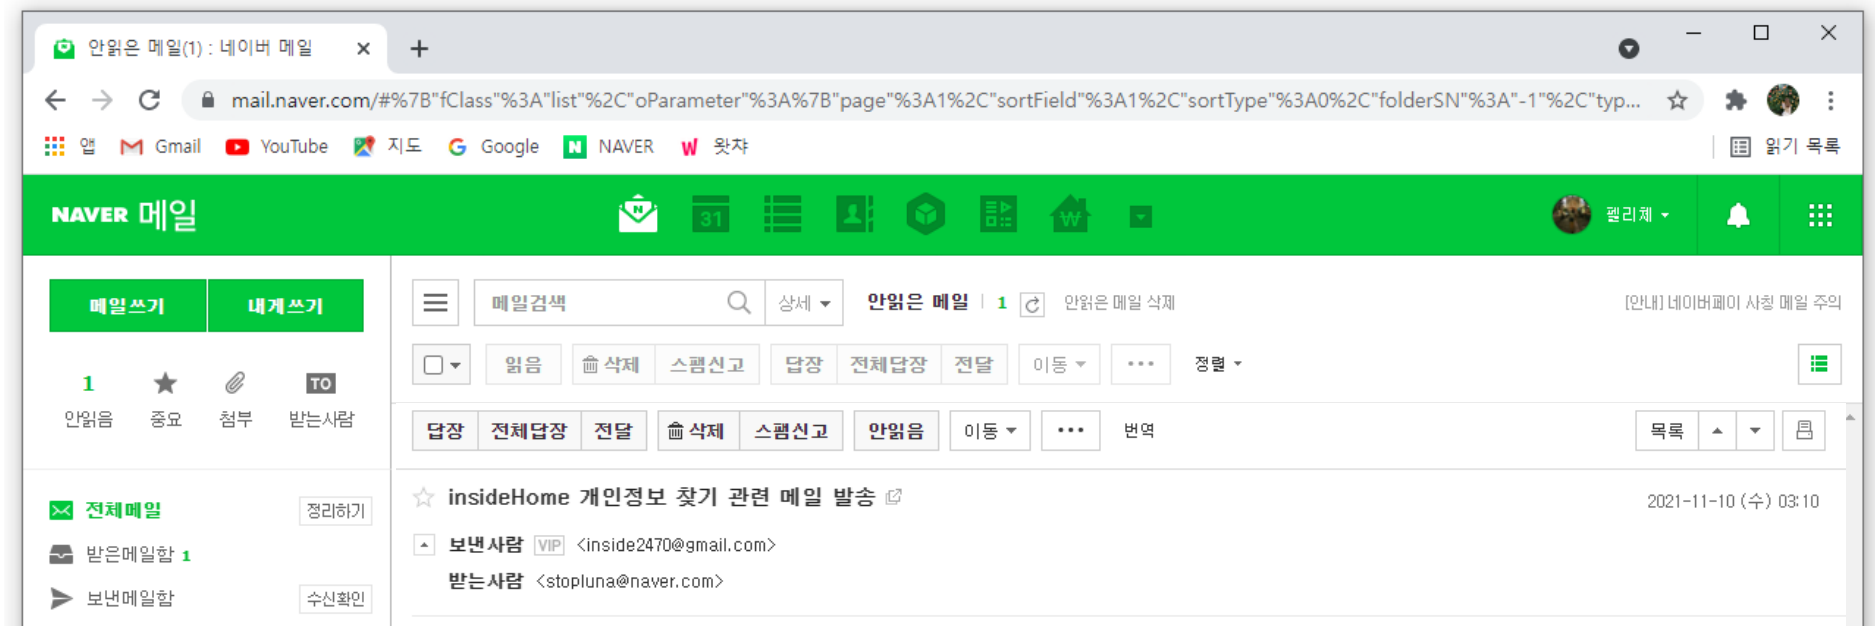 안읽은 메일(1) : 네이버 메일
mail.naver.com/#%7B"fClass"%3A"list"%2C"oParameter"%3A%7B"page"%3A1%2C"sortField"%3A1%2C"sortType"%3A0%2C"folderSN"%3A"-1"%2C"typ...
앱 Gmail YouTube 지도 Google NAVER 왓챠 읽기 목록
NAVER 메일 31 펠리체
메일쓰기 내게쓰기 메일검색 상세 안읽은 메일 1 안읽은 메일 삭제 [안내] 네이버페이 사칭 메일 주의
읽음 삭제 스팸신고 답장 전체답장 전달 이동 ··· 정렬
1 TO
안읽음 중요 첨부 받는사람
답장 전체답장 전달 삭제 스팸신고 안읽음 이동 ··· 번역 목록
insideHome 개인정보 찾기 관련 메일 발송 2021-11-10 (수) 03:10
전체메일 정리하기
보낸사람 VIP <inside2470@gmail.com>
받은메일함 1
받는사람 <stopluna@naver.com>
보낸메일함 수신확인